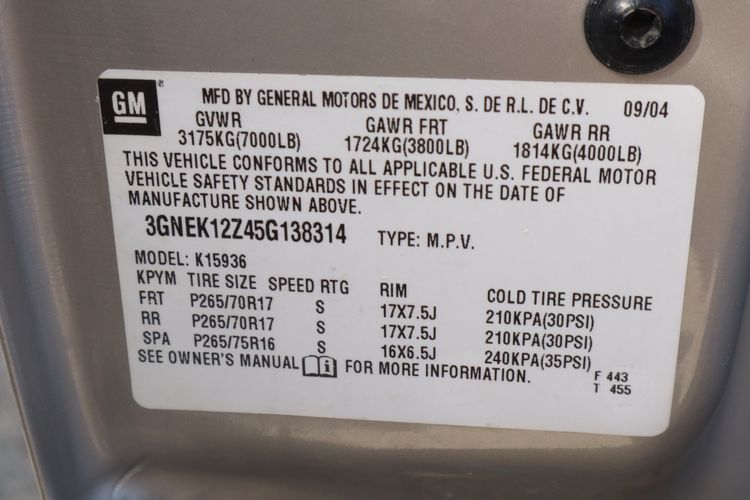 GM
MFD BY GENERAL MOTORS DE MEXICO, S. DE R.L. DE C.V. 09/04
GVWR GAWR FRT GAWR RR
3175KG(7000LB) 1724KG(3800LB) 1814KG(4000LB)
THIS VEHICLE CONFORMS TO ALL APPLICABLE U.S. FEDERAL MOTOR
VEHICLE SAFETY STANDARDS IN EFFECT ON THE DATE OF
MANUFACTURE SHOWN ABOVE.
3GNEK12Z45G138314 TYPE: M.P.V.
MODEL: K15936
KPYM TIRE SIZE SPEED RTG RIM COLD TIRE PRESSURE
FRT P265/70R17 S 17X7.5J 210KPA(30PSI)
RR P265/70R17 S 17X7.5J 210KPA(30PSI)
SPA P265/75R16 S 16X6.5J 240KPA(35PSI)
SEE OWNER'S MANUAL i FOR MORE INFORMATION.
F 443
T 455